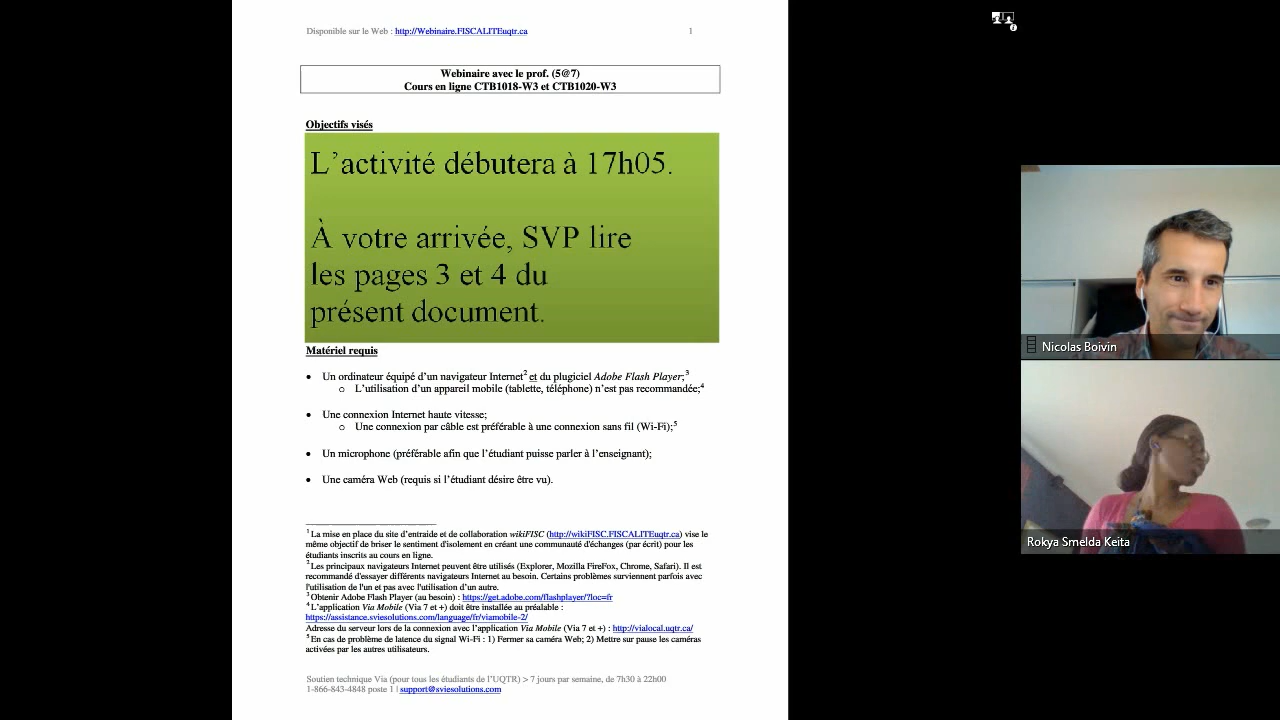 Disponible sur le Web : http://Webinaire.FISCALITEuqtr.ca
1
Webinaire avec le prof. (5@7)
Cours en ligne CTB1018-W3 et CTB1020-W3
Objectifs visés
L'activité débutera à 17h05.
À votre arrivée, SVP lire
les pages 3 et 4 du
présent document.
Matériel requis
• Un ordinateur équipé d'un navigateur Internet2 et du plugiciel Adobe Flash Player;3
o L'utilisation d'un appareil mobile (tablette, téléphone) n'est pas recommandée;4
• Une connexion Internet haute vitesse;
o Une connexion par câble est préférable à une connexion sans fil (Wi-Fi);5
• Un microphone (préférable afin que l'étudiant puisse parler à l'enseignant);
• Une caméra Web (requis si l'étudiant désire être vu).
1 La mise en place du site d'entraide et de collaboration wikiFISC (http://wikiFISC.FISCALITEuqtr.ca) vise le
même objectif de briser le sentiment d'isolement en créant une communauté d'échanges (par écrit) pour les
étudiants inscrits au cours en ligne.
2 Les principaux navigateurs Internet peuvent être utilisés (Explorer, Mozilla FireFox, Chrome, Safari). Il est
recommandé d'essayer différents navigateurs Internet au besoin. Certains problèmes surviennent parfois avec
l'utilisation de l'un et pas avec l'utilisation d'un autre.
3 Obtenir Adobe Flash Player (au besoin) : https://get.adobe.com/flashplayer/?loc=fr
4 L'application Via Mobile (Via 7 et +) doit être installée au préalable :
https://assistance.sviesolutions.com/language/fr/viamobile-2/
Adresse du serveur lors de la connexion avec l'application Via Mobile (Via 7 et +) : http://vialocal.uqtr.ca/
5 En cas de problème de latence du signal Wi-Fi : 1) Fermer sa caméra Web; 2) Mettre sur pause les caméras
activées par les autres utilisateurs.
Soutien technique Via (pour tous les étudiants de l'UQTR) > 7 jours par semaine, de 7h30 à 22h00
1-866-843-4848 poste 1 | support@sviesolutions.com
Nicolas Boivin
Rokya Smelda Keita